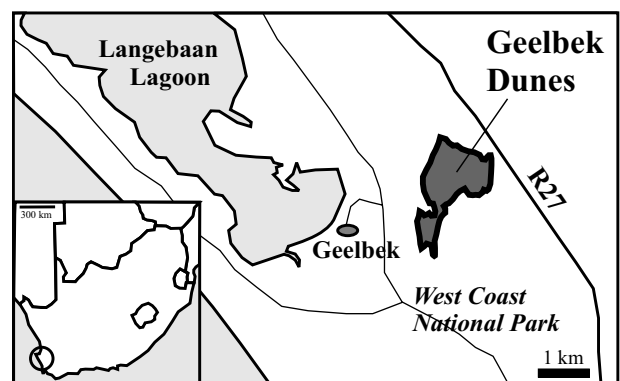 Langebaan
Lagoon
Geelbek
Dunes
R27
300 km
Geelbek
West Coast
National Park
1 km